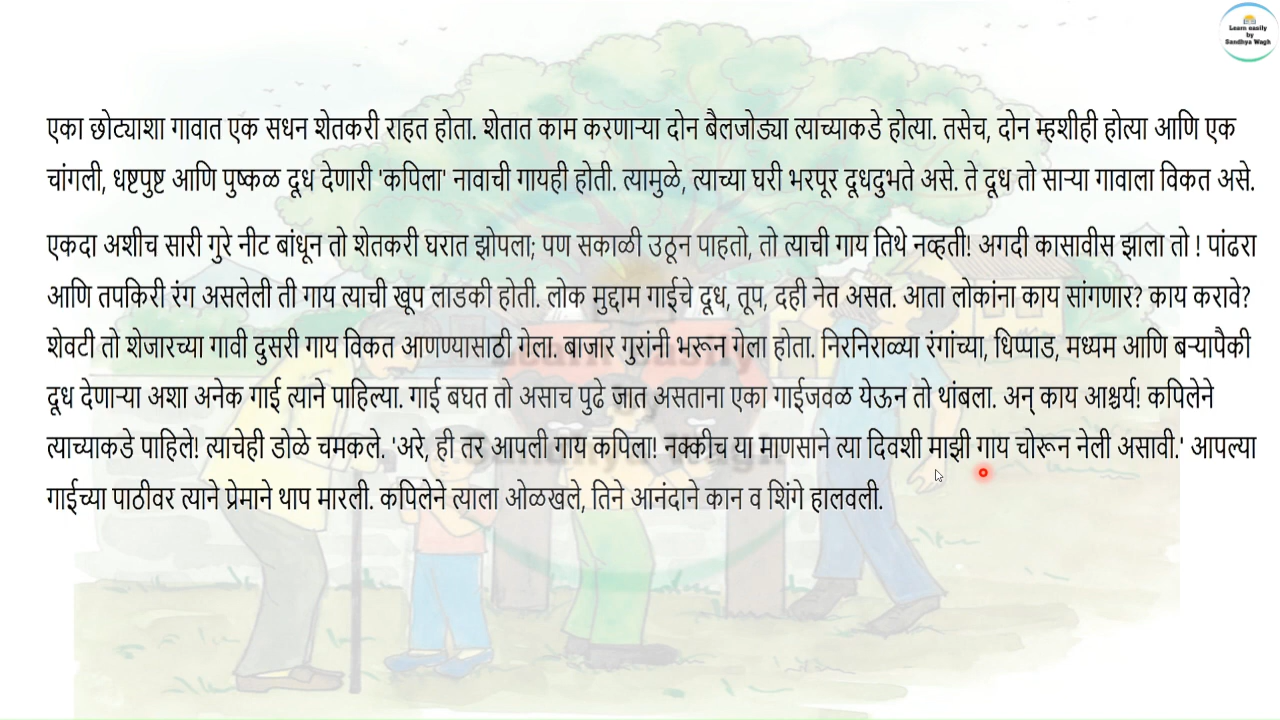 Learn easily
by
Sandhya Wagh
एका छोट्याशा गावात एक सधन शेतकरी राहत होता. शेतात काम करणाऱ्या दोन बैलजोड्या त्याच्याकडे होत्या. तसेच, दोन म्हशीही होत्या आणि एक
चांगली, धष्टपुष्ट आणि पुष्कळ दूध देणारी 'कपिला' नावाची गायही होती. त्यामुळे, त्याच्या घरी भरपूर दूधदुभते असे. ते दूध तो साऱ्या गावाला विकत असे.
एकदा अशीच सारी गुरे नीट बांधून तो शेतकरी घरात झोपला; पण सकाळी उठून पाहतो, तो त्याची गाय तिथे नव्हती! अगदी कासावीस झाला तो ! पांढरा
आणि तपकिरी रंग असलेली ती गाय त्याची खूप लाडकी होती. लोक मुद्दाम गाईचे दूध, तूप, दही नेत असत. आता लोकांना काय सांगणार? काय करावे?
शेवटी तो शेजारच्या गावी दुसरी गाय विकत आणण्यासाठी गेला. बाजार गुरांनी भरून गेला होता. निरनिराळ्या रंगांच्या, धिप्पाड, मध्यम आणि बऱ्यापैकी
दूध देणाऱ्या अशा अनेक गाई त्याने पाहिल्या. गाई बघत तो असाच पुढे जात असताना एका गाईजवळ येऊन तो थांबला. अन् काय आश्चर्य! कपिलेने
त्याच्याकडे पाहिले! त्याचेही डोळे चमकले. 'अरे, ही तर आपली गाय कपिला! नक्कीच या माणसाने त्या दिवशी माझी गाय चोरून नेली असावी.' आपल्या
गाईच्या पाठीवर त्याने प्रेमाने थाप मारली. कपिलेने त्याला ओळखले, तिने आनंदाने कान व शिंगे हालवली.